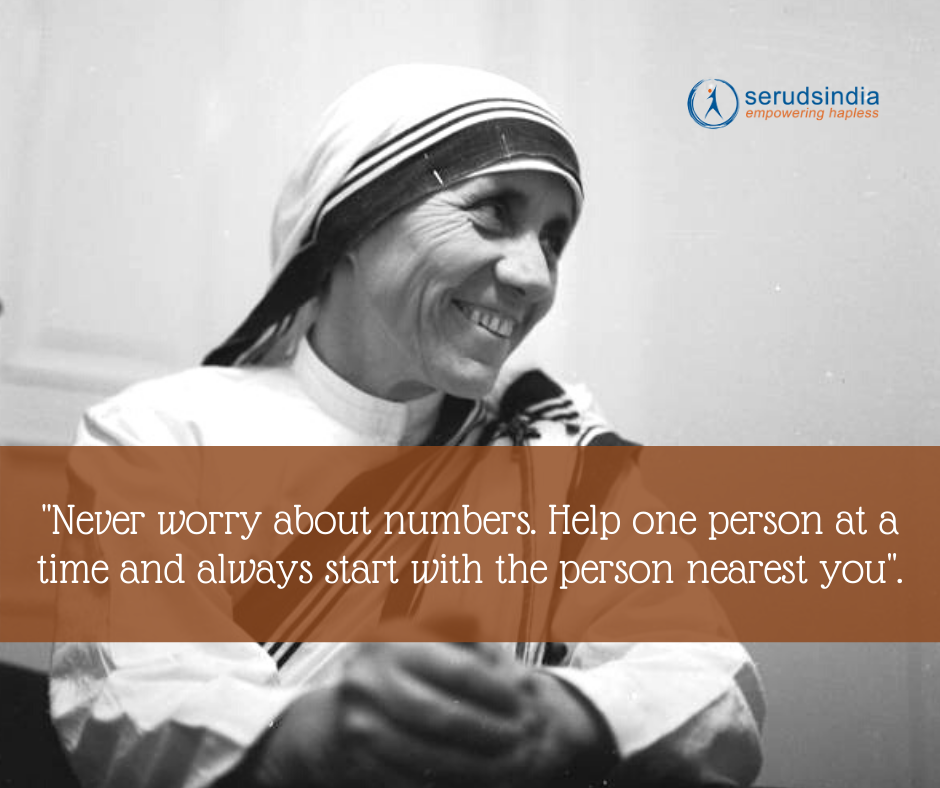 serudsindia
empowering hapless
"Never worry about numbers. Help one person at a
time and always start with the person nearest you".